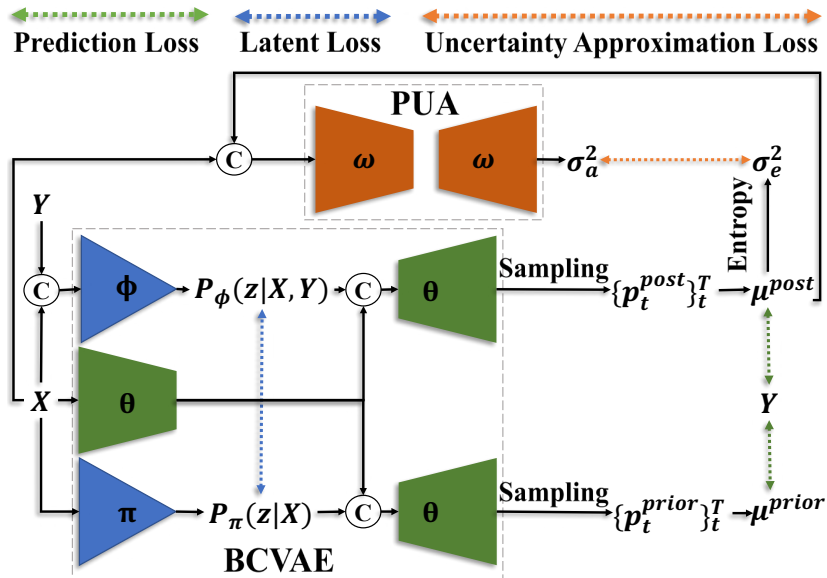 Prediction Loss Latent Loss Uncertainty Approximation Loss
PUA
C ω ω σ_a^2 σ_e^2
Y
Entropy
Sampling
C ϕ P_ϕ(z|X, Y) C θ {p_t^{post}}_t^T μ^{post}
X θ Y
Sampling
π P_π(z|X) C θ {p_t^{prior}}_t^T μ^{prior}
BCVAE